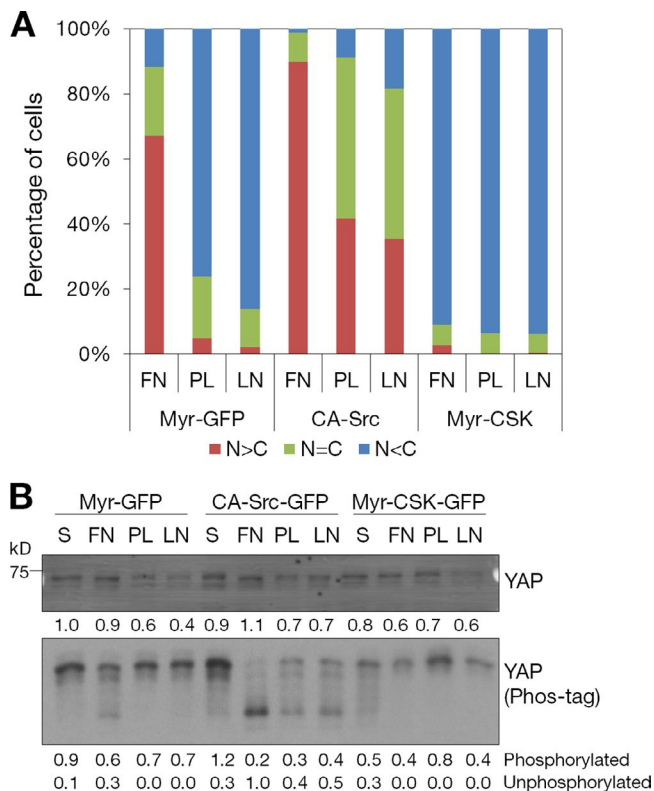 A
100%
80%
60%
40%
20%
0%
Percentage of cells
FN PL LN FN PL LN FN PL LN
Myr-GFP CA-Src Myr-CSK
N>C N=C N<C
B
Myr-GFP CA-Src-GFP Myr-CSK-GFP
S FN PL LN S FN PL LN S FN PL LN
kD
75
YAP
1.0 0.9 0.6 0.4 0.9 1.1 0.7 0.7 0.8 0.6 0.7 0.6
YAP
(Phos-tag)
0.9 0.6 0.7 0.7 1.2 0.2 0.3 0.4 0.5 0.4 0.8 0.4 Phosphorylated
0.1 0.3 0.0 0.0 0.3 1.0 0.4 0.5 0.3 0.0 0.0 0.0 Unphosphorylated